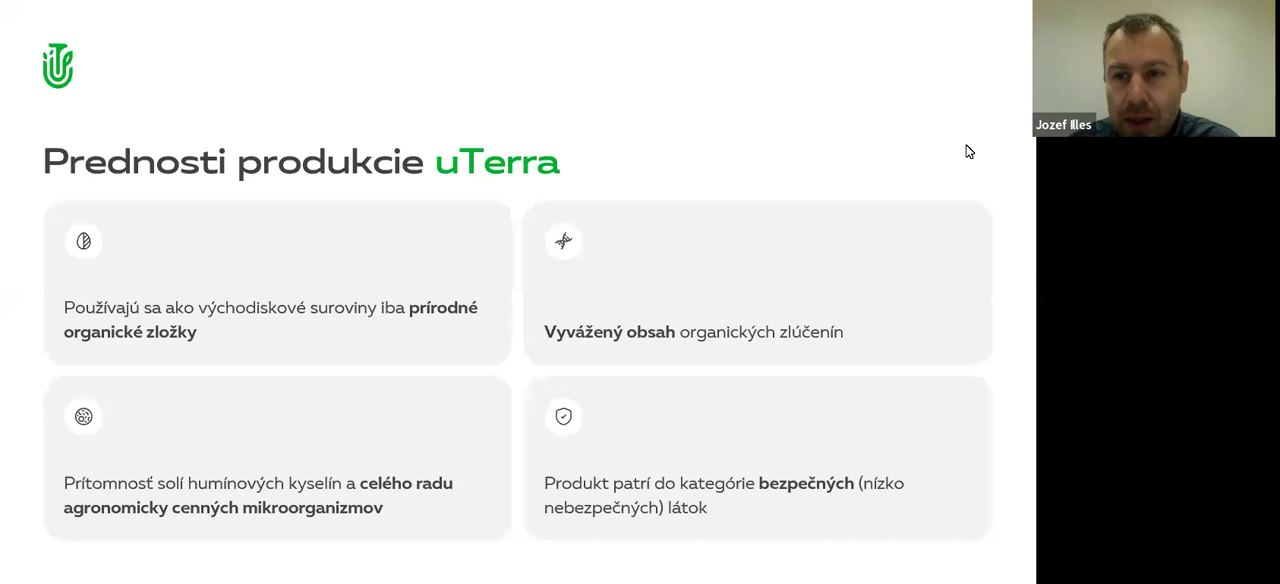 Prednosti produkcie uTerra
Používajú sa ako východiskové suroviny iba prírodné
organické zložky
Vyvážený obsah organických zlúčenín
Prítomnosť solí humínových kyselín a celého radu
agronomicky cenných mikroorganizmov
Produkt patrí do kategórie bezpečných (nízko
nebezpečných) látok
Jozef Illes